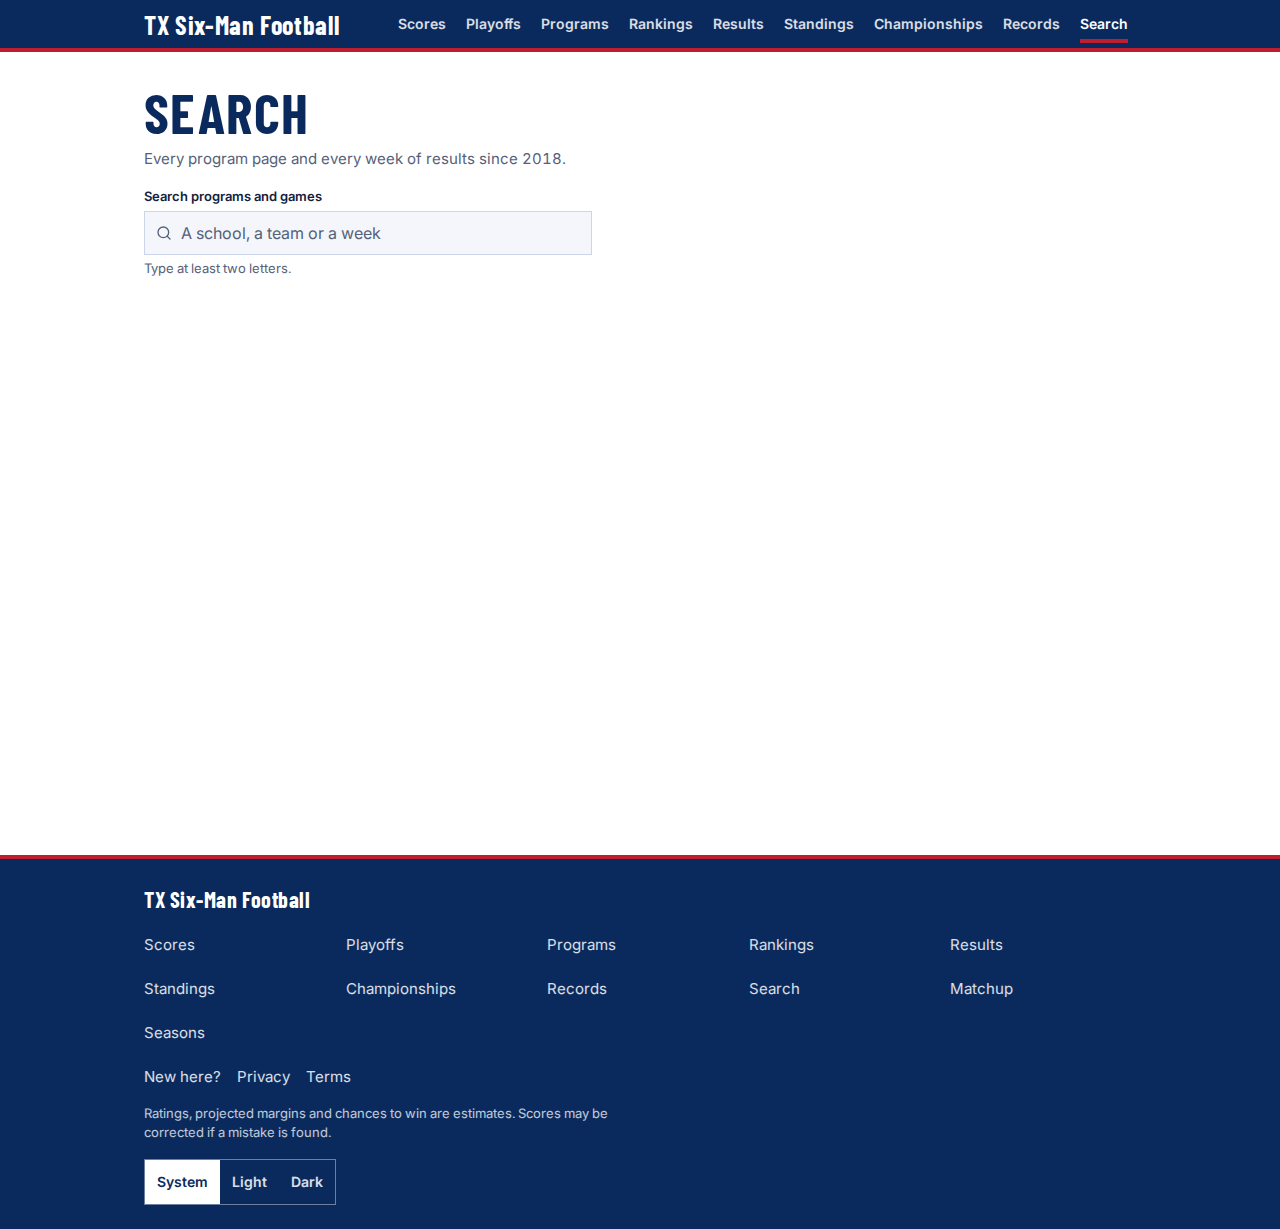 TX Six-Man Football
Scores Playoffs Programs Rankings Results Standings Championships Records Search
SEARCH
Every program page and every week of results since 2018.
Search programs and games
A school, a team or a week
Type at least two letters.
TX Six-Man Football
Scores Playoffs Programs Rankings Results
Standings Championships Records Search Matchup
Seasons
New here? Privacy Terms
Ratings, projected margins and chances to win are estimates. Scores may be
corrected if a mistake is found.
System Light Dark